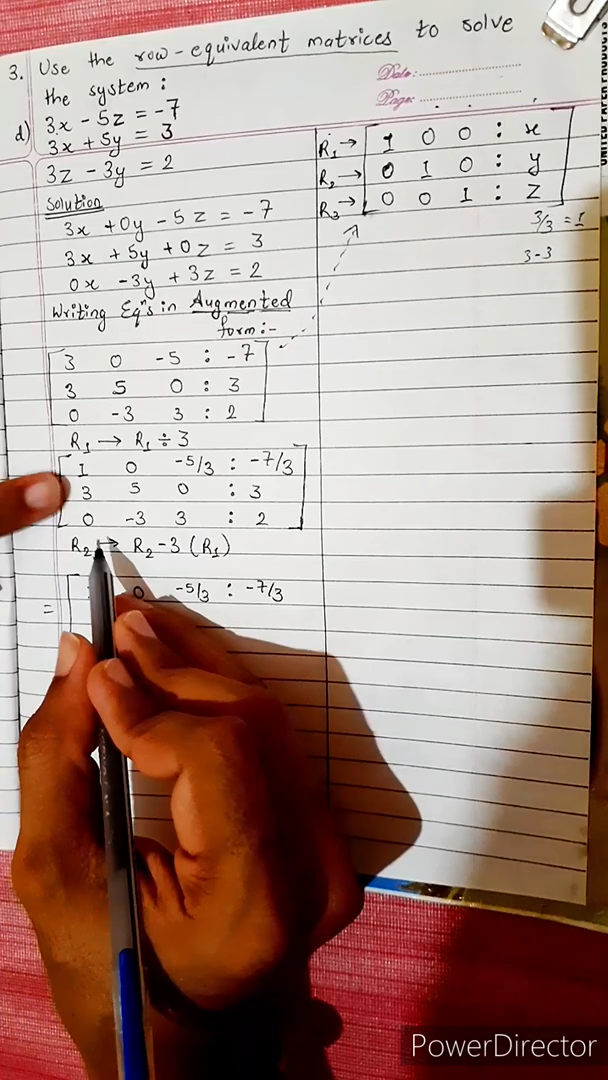 3. Use the row-equivalent matrices to solve
the system :
d) 3x - 5z = -7
3x + 5y = 3
3z - 3y = 2
Solution
3x + 0y - 5z = -7
3x + 5y + 0z = 3
0x - 3y + 3z = 2
Writing Eqⁿs in Augmented
form:-
3 0 -5 : -7
3 5 0 : 3
0 -3 3 : 2
R₁ → R₁ ÷ 3
1 0 -5/3 : -7/3
3 5 0 : 3
0 -3 3 : 2
R₂ → R₂ - 3 (R₁)
= 0 -5/3 : -7/3
Date:
Page:
R₁→ 1 0 0 : x
R₂→ 0 1 0 : y
R₃→ 0 0 1 : z
3/3 = 1
3-3
PowerDirector